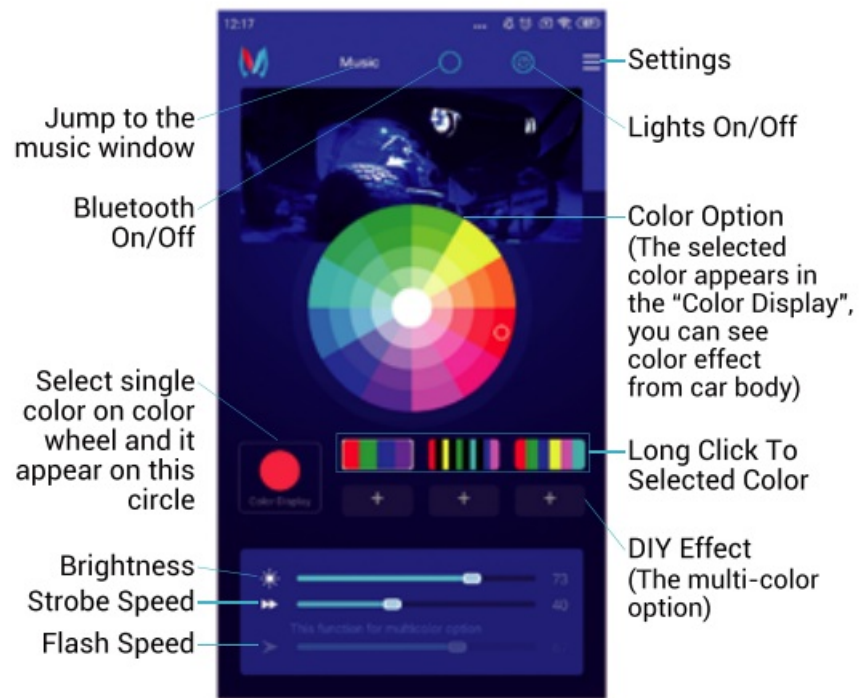 12:17
Music
Settings
Jump to the
music window
Lights On/Off
Bluetooth
On/Off
Color Option
(The selected
color appears in
the “Color Display”,
you can see
color effect
from car body)
Select single
color on color
wheel and it
appear on this
circle
Color Display
Long Click To
Selected Color
+ + +
DIY Effect
(The multi-color
option)
Brightness
73
Strobe Speed
40
This function for multicolor option
Flash Speed